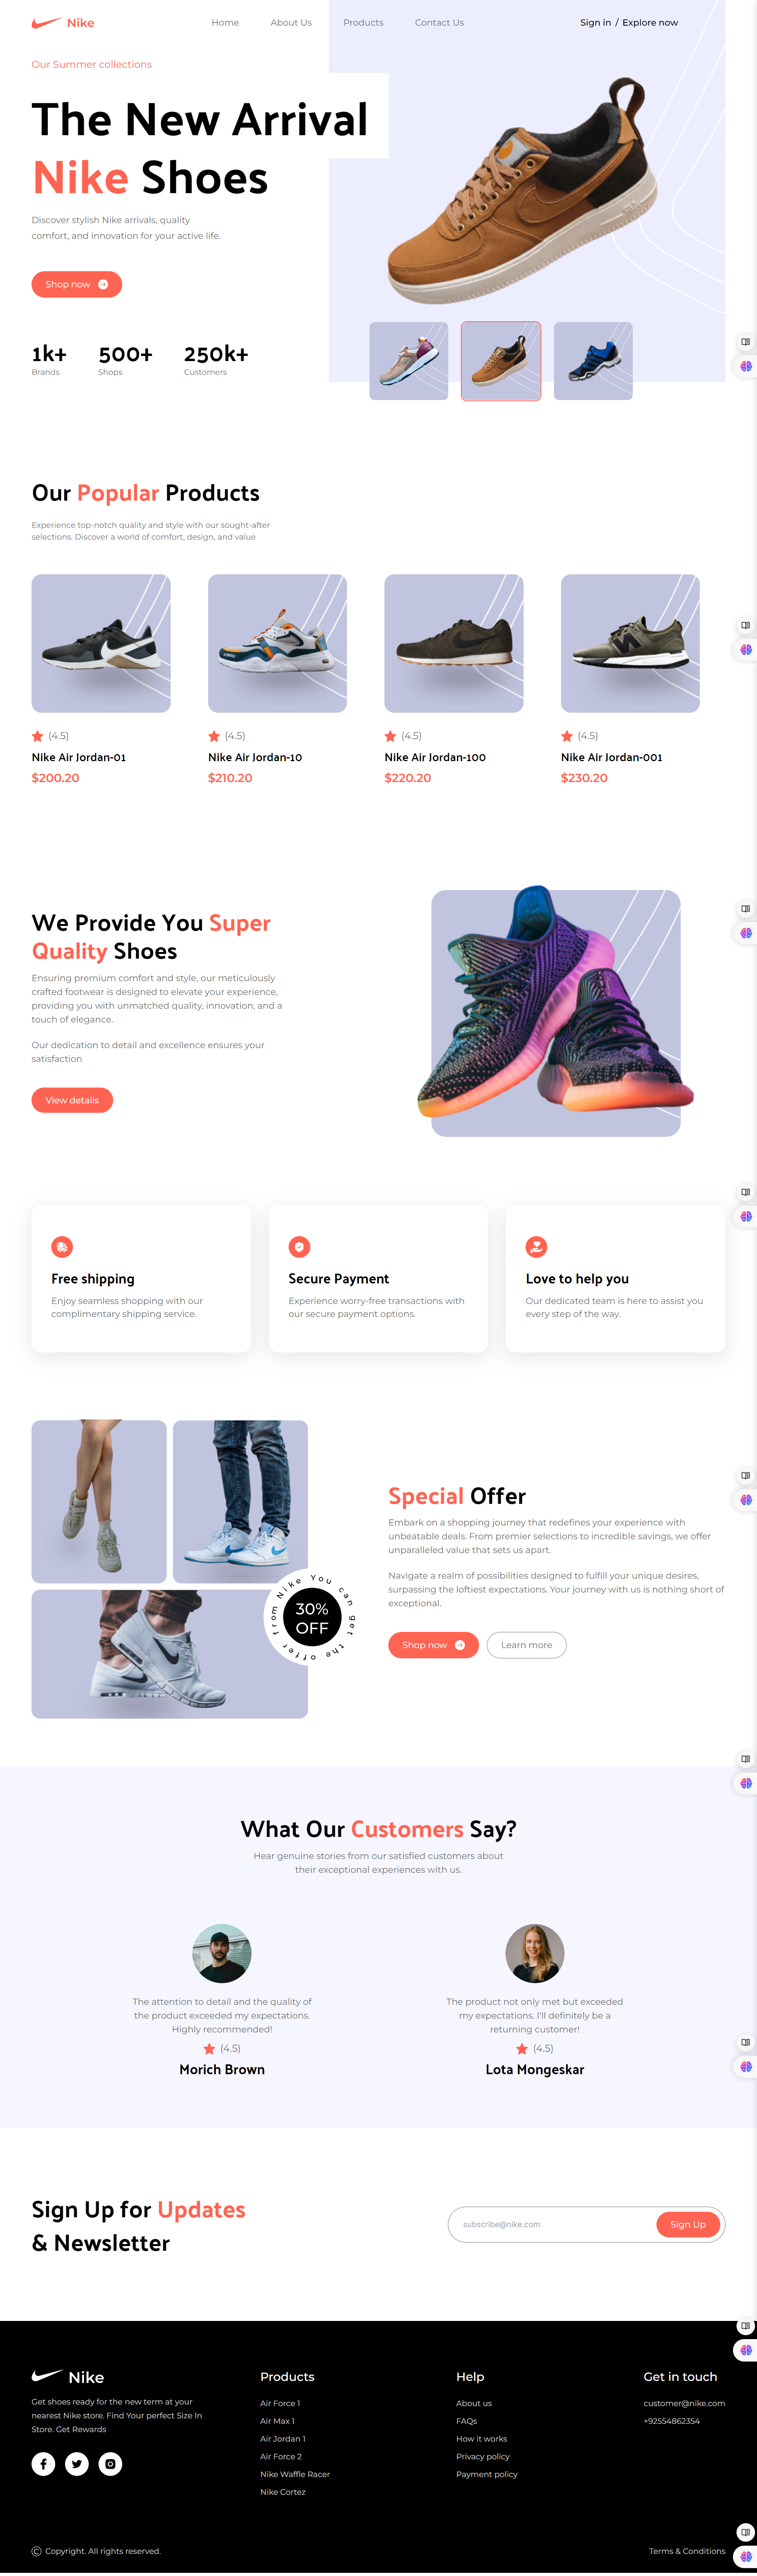 Nike
Home
About Us
Products
Contact Us
Sign in / Explore now
Our Summer collections
The New Arrival
Nike Shoes
Discover stylish Nike arrivals, quality
comfort, and innovation for your active life.
Shop now
1k+
Brands
500+
Shops
250k+
Customers
Our Popular Products
Experience top-notch quality and style with our sought-after
selections. Discover a world of comfort, design, and value
(4.5)
Nike Air Jordan-01
$200.20
(4.5)
Nike Air Jordan-10
$210.20
(4.5)
Nike Air Jordan-100
$220.20
(4.5)
Nike Air Jordan-001
$230.20
We Provide You Super
Quality Shoes
Ensuring premium comfort and style, our meticulously
crafted footwear is designed to elevate your experience,
providing you with unmatched quality, innovation, and a
touch of elegance.
Our dedication to detail and excellence ensures your
satisfaction
View details
Free shipping
Enjoy seamless shopping with our
complimentary shipping service.
Secure Payment
Experience worry-free transactions with
our secure payment options.
Love to help you
Our dedicated team is here to assist you
every step of the way.
You can get the offer from Nike
30%
OFF
Special Offer
Embark on a shopping journey that redefines your experience with
unbeatable deals. From premier selections to incredible savings, we offer
unparalleled value that sets us apart.
Navigate a realm of possibilities designed to fulfill your unique desires,
surpassing the loftiest expectations. Your journey with us is nothing short of
exceptional.
Shop now
Learn more
What Our Customers Say?
Hear genuine stories from our satisfied customers about
their exceptional experiences with us.
The attention to detail and the quality of
the product exceeded my expectations.
Highly recommended!
(4.5)
Morich Brown
The product not only met but exceeded
my expectations. I'll definitely be a
returning customer!
(4.5)
Lota Mongeskar
Sign Up for Updates
& Newsletter
subscribe@nike.com
Sign Up
Nike
Get shoes ready for the new term at your
nearest Nike store. Find Your perfect Size In
Store. Get Rewards
Products
Air Force 1
Air Max 1
Air Jordan 1
Air Force 2
Nike Waffle Racer
Nike Cortez
Help
About us
FAQs
How it works
Privacy policy
Payment policy
Get in touch
customer@nike.com
+92554862354
© Copyright. All rights reserved.
Terms & Conditions